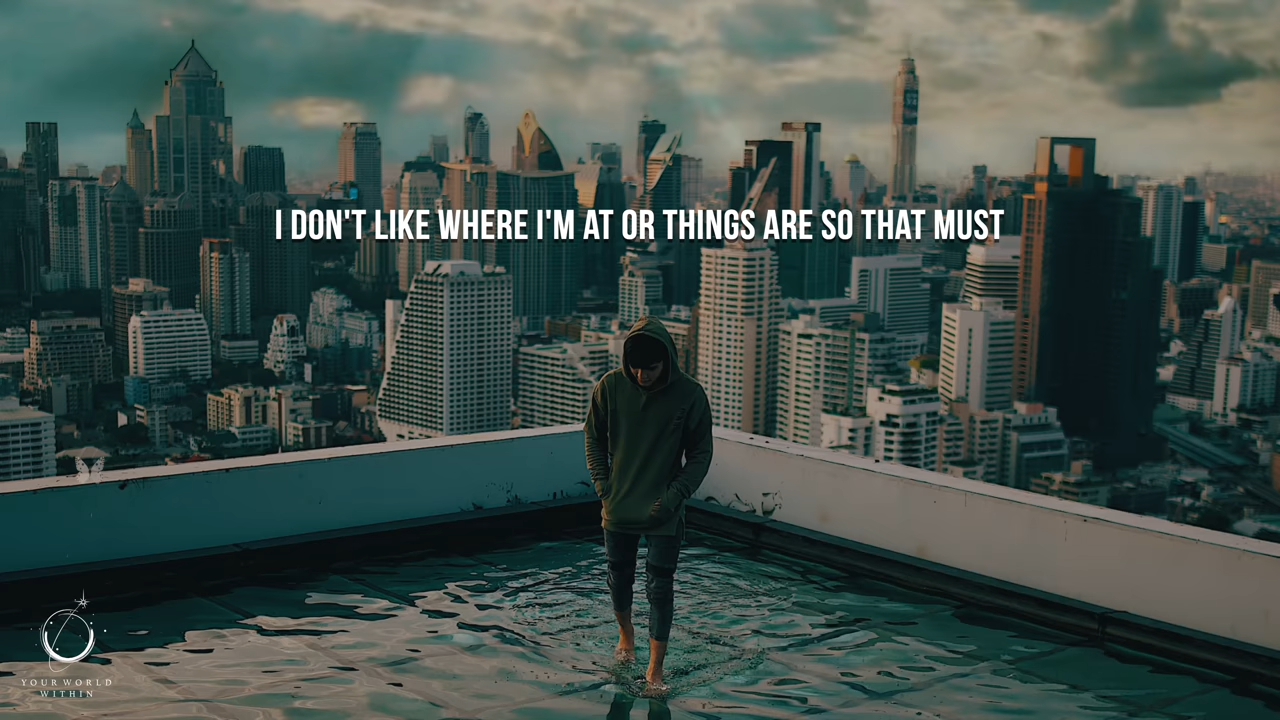 I DON'T LIKE WHERE I'M AT OR THINGS ARE SO THAT MUST
YOUR WORLD
WITHIN